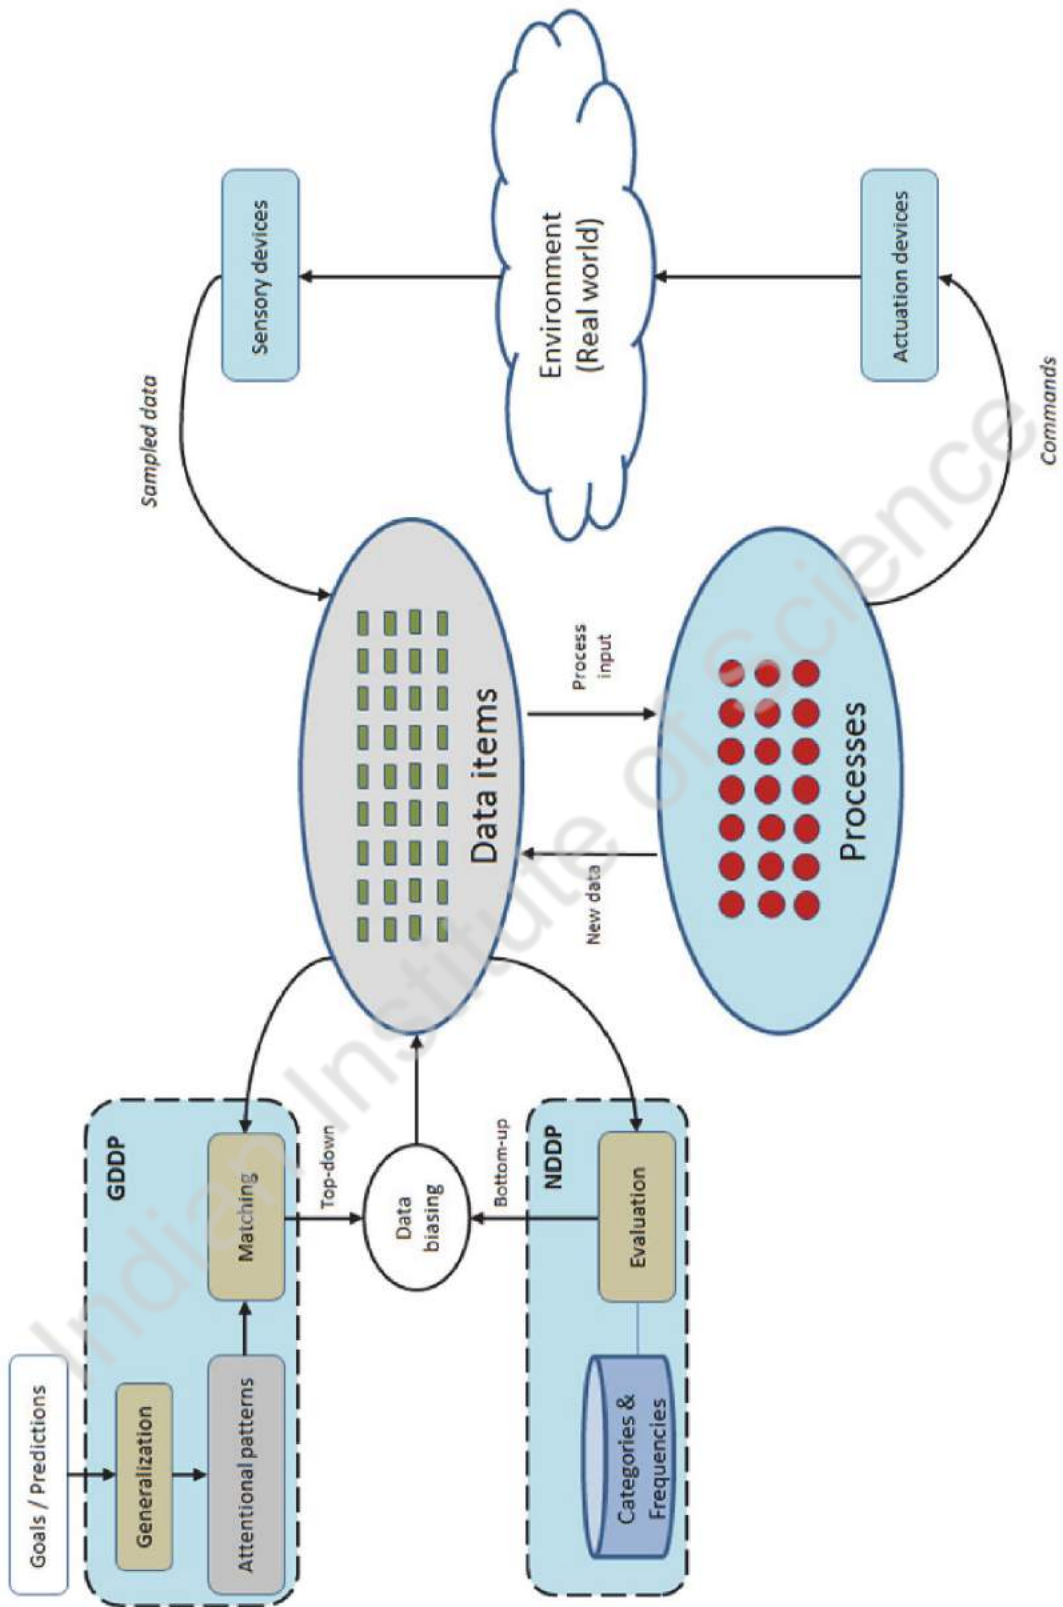 Goals / Predictions
GDDP
Generalization
Attentional patterns
Matching
Top-down
Data
biasing
Bottom-up
NDDP
Evaluation
Categories &
Frequencies
Data items
New data
Process
input
Processes
Sampled data
Sensory devices
Environment
(Real world)
Actuation devices
Commands
Indian Institute of Science